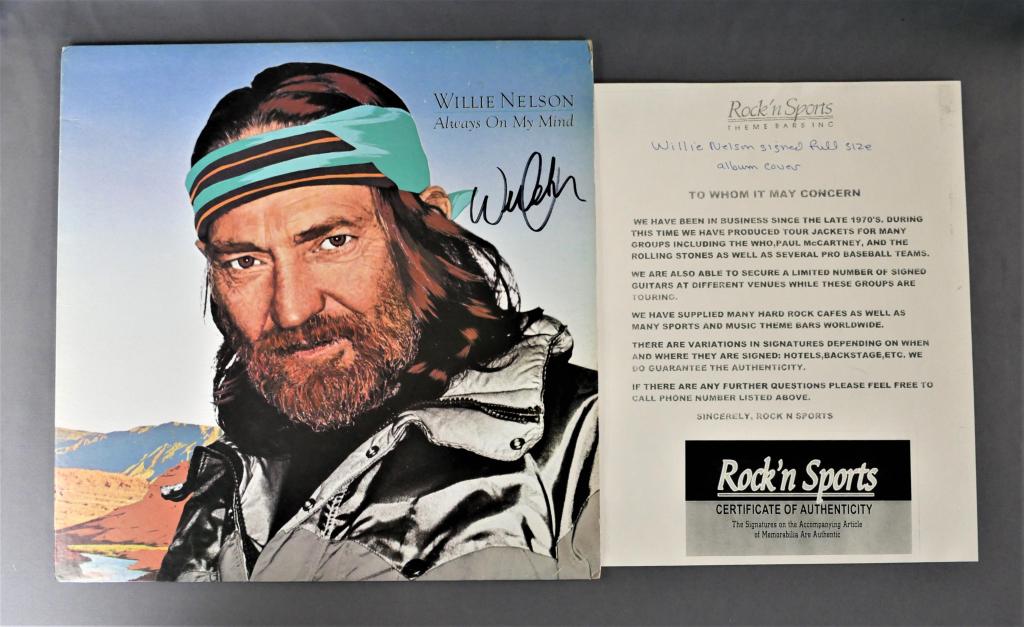 WILLIE NELSON
Always On My Mind
Rock'n Sports
THEME BARS INC
Willie Nelson signed full size
album cover
TO WHOM IT MAY CONCERN
WE HAVE BEEN IN BUSINESS SINCE THE LATE 1970'S. DURING
THIS TIME WE HAVE PRODUCED TOUR JACKETS FOR MANY
GROUPS INCLUDING THE WHO,PAUL McCARTNEY, AND THE
ROLLING STONES AS WELL AS SEVERAL PRO BASEBALL TEAMS.
WE ARE ALSO ABLE TO SECURE A LIMITED NUMBER OF SIGNED
GUITARS AT DIFFERENT VENUES WHILE THESE GROUPS ARE
TOURING.
WE HAVE SUPPLIED MANY HARD ROCK CAFES AS WELL AS
MANY SPORTS AND MUSIC THEME BARS WORLDWIDE.
THERE ARE VARIATIONS IN SIGNATURES DEPENDING ON WHEN
AND WHERE THEY ARE SIGNED: HOTELS,BACKSTAGE,ETC. WE
DO GUARANTEE THE AUTHENTICITY.
IF THERE ARE ANY FURTHER QUESTIONS PLEASE FEEL FREE TO
CALL PHONE NUMBER LISTED ABOVE.
SINCERELY, ROCK N SPORTS
Rock'n Sports
CERTIFICATE OF AUTHENTICITY
The Signatures on the Accompanying Article
of Memorabilia Are Authentic